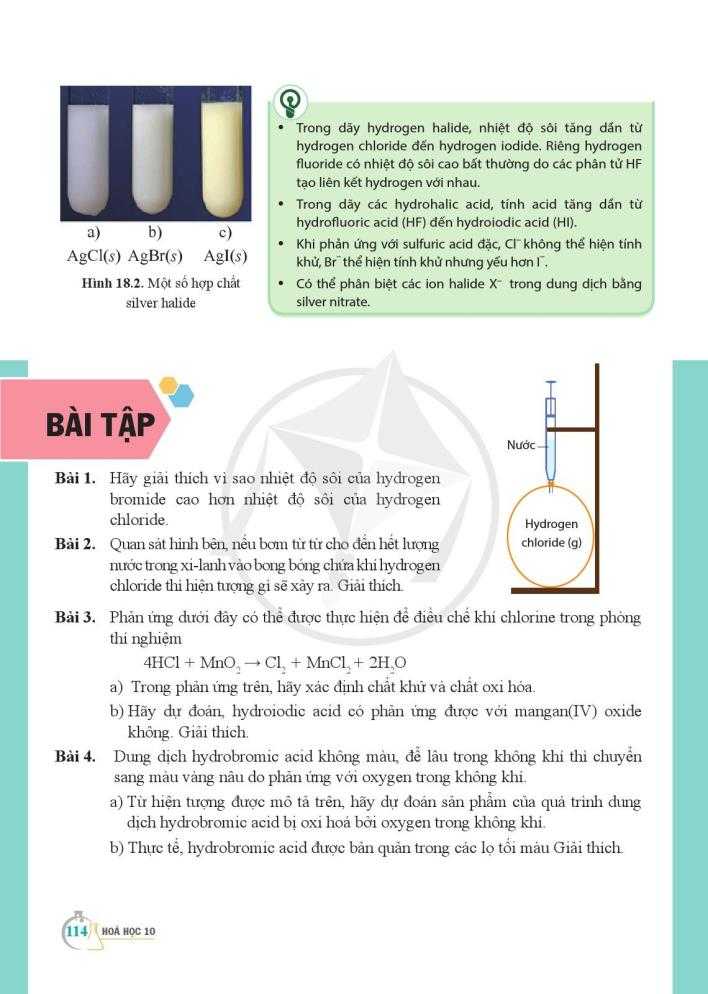 a) b) c)
AgCl(s) AgBr(s) AgI(s)
Hình 18.2. Một số hợp chất
silver halide
• Trong dãy hydrogen halide, nhiệt độ sôi tăng dần từ
hydrogen chloride đến hydrogen iodide. Riêng hydrogen
fluoride có nhiệt độ sôi cao bất thường do các phân tử HF
tạo liên kết hydrogen với nhau.
• Trong dãy các hydrohalic acid, tính acid tăng dần từ
hydrofluoric acid (HF) đến hydroiodic acid (HI).
• Khi phản ứng với sulfuric acid đặc, Cl⁻ không thể hiện tính
khử, Br⁻ thể hiện tính khử nhưng yếu hơn I⁻.
• Có thể phân biệt các ion halide X⁻ trong dung dịch bằng
silver nitrate.
BÀI TẬP
Bài 1. Hãy giải thích vì sao nhiệt độ sôi của hydrogen
bromide cao hơn nhiệt độ sôi của hydrogen
chloride.
Bài 2. Quan sát hình bên, nếu bơm từ từ cho đến hết lượng
nước trong xi-lanh vào bong bóng chứa khí hydrogen
chloride thì hiện tượng gì sẽ xảy ra. Giải thích.
Nước
Hydrogen
chloride (g)
Bài 3. Phản ứng dưới đây có thể được thực hiện để điều chế khí chlorine trong phòng
thí nghiệm
4HCl + MnO₂ → Cl₂ + MnCl₂ + 2H₂O
a) Trong phản ứng trên, hãy xác định chất khử và chất oxi hóa.
b) Hãy dự đoán, hydroiodic acid có phản ứng được với mangan(IV) oxide
không. Giải thích.
Bài 4. Dung dịch hydrobromic acid không màu, để lâu trong không khí thì chuyển
sang màu vàng nâu do phản ứng với oxygen trong không khí.
a) Từ hiện tượng được mô tả trên, hãy dự đoán sản phẩm của quá trình dung
dịch hydrobromic acid bị oxi hoá bởi oxygen trong không khí.
b) Thực tế, hydrobromic acid được bản quản trong các lọ tối màu Giải thích.
114 HOÁ HỌC 10